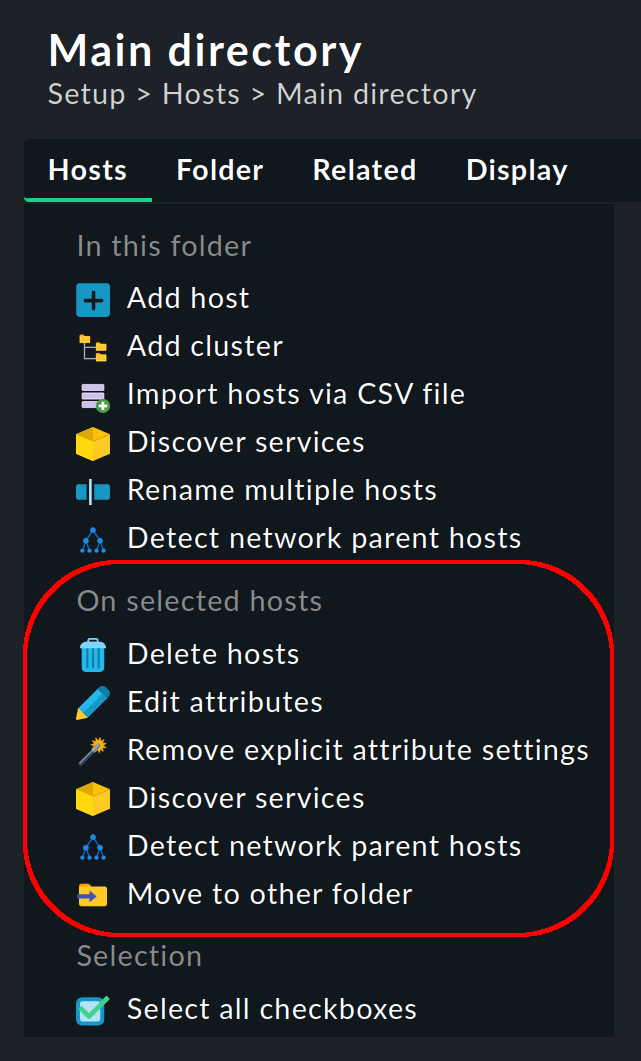 Main directory
Setup > Hosts > Main directory
Hosts Folder Related Display
In this folder
Add host
Add cluster
Import hosts via CSV file
Discover services
Rename multiple hosts
Detect network parent hosts
On selected hosts
Delete hosts
Edit attributes
Remove explicit attribute settings
Discover services
Detect network parent hosts
Move to other folder
Selection
Select all checkboxes